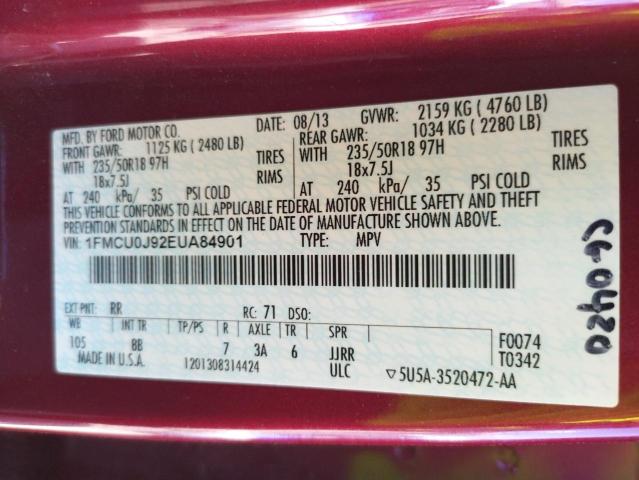 MFD. BY FORD MOTOR CO. DATE: 08/13 GVWR: 2159 KG ( 4760 LB)
FRONT GAWR: 1125 KG ( 2480 LB) REAR GAWR: 1034 KG ( 2280 LB)
WITH 235/50R18 97H TIRES WITH 235/50R18 97H TIRES
18x7.5J RIMS 18x7.5J RIMS
AT 240 kPa/ 35 PSI COLD AT 240 kPa/ 35 PSI COLD
THIS VEHICLE CONFORMS TO ALL APPLICABLE FEDERAL MOTOR VEHICLE SAFETY AND THEFT
PREVENTION STANDARDS IN EFFECT ON THE DATE OF MANUFACTURE SHOWN ABOVE.
VIN: 1FMCU0J92EUA84901 TYPE: MPV
EXT PNT: RR RC: 71 DSO:
WB INT TR TP/PS R AXLE TR SPR F0074
105 8B 7 3A 6 JJRR T0342
MADE IN U.S.A. 1201308314424 ULC 5U5A-3520472-AA